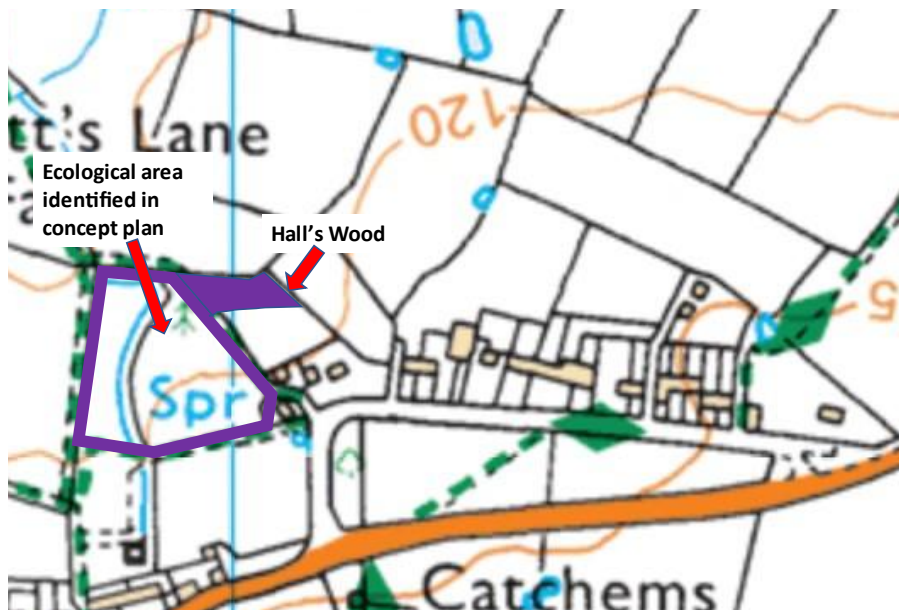 120
tt's Lane
Ecological area
identified in
concept plan
Hall's Wood
5
Spr
Catchems